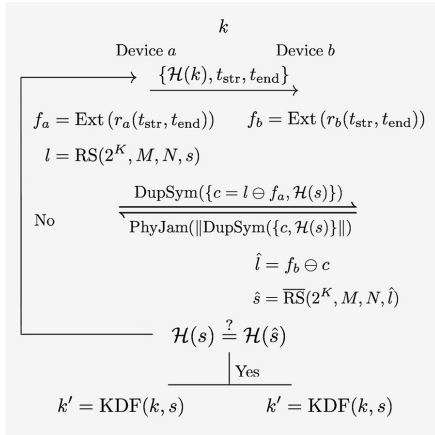 k
Device a Device b
{ℋ(k), t_str, t_end}
f_a = Ext(r_a(t_str, t_end)) f_b = Ext(r_b(t_str, t_end))
l = RS(2^K, M, N, s)
DupSym({c = l ⊖ f_a, ℋ(s)})
No
PhyJam(‖DupSym({c, ℋ(s)}‖)
l̂ = f_b ⊖ c
ŝ = R̅S̅(2^K, M, N, l̂)
ℋ(s) ≟ ℋ(ŝ)
Yes
k′ = KDF(k, s) k′ = KDF(k, s)